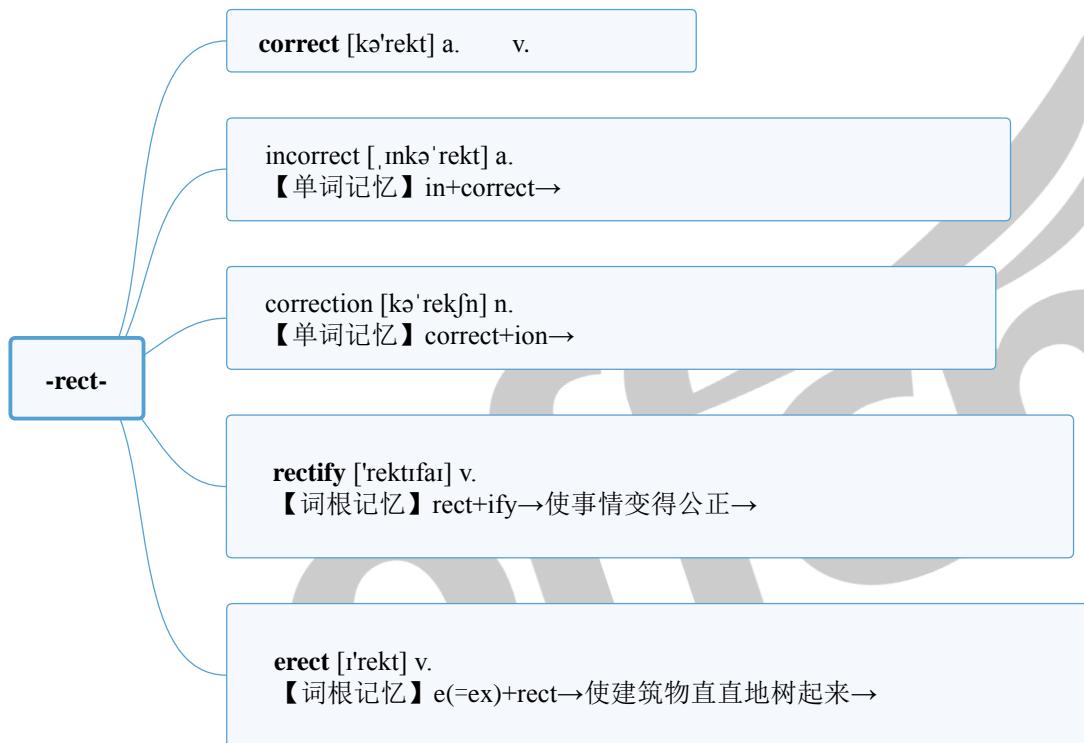 correct [kə'rekt] a. v.
incorrect [ˌɪnkəˈrekt] a.
【单词记忆】in+correct→
correction [kəˈrekʃn] n.
【单词记忆】correct+ion→
-rect-
rectify ['rektɪfaɪ] v.
【词根记忆】rect+ify→使事情变得公正→
erect [ɪ'rekt] v.
【词根记忆】e(=ex)+rect→使建筑物直直地树起来→